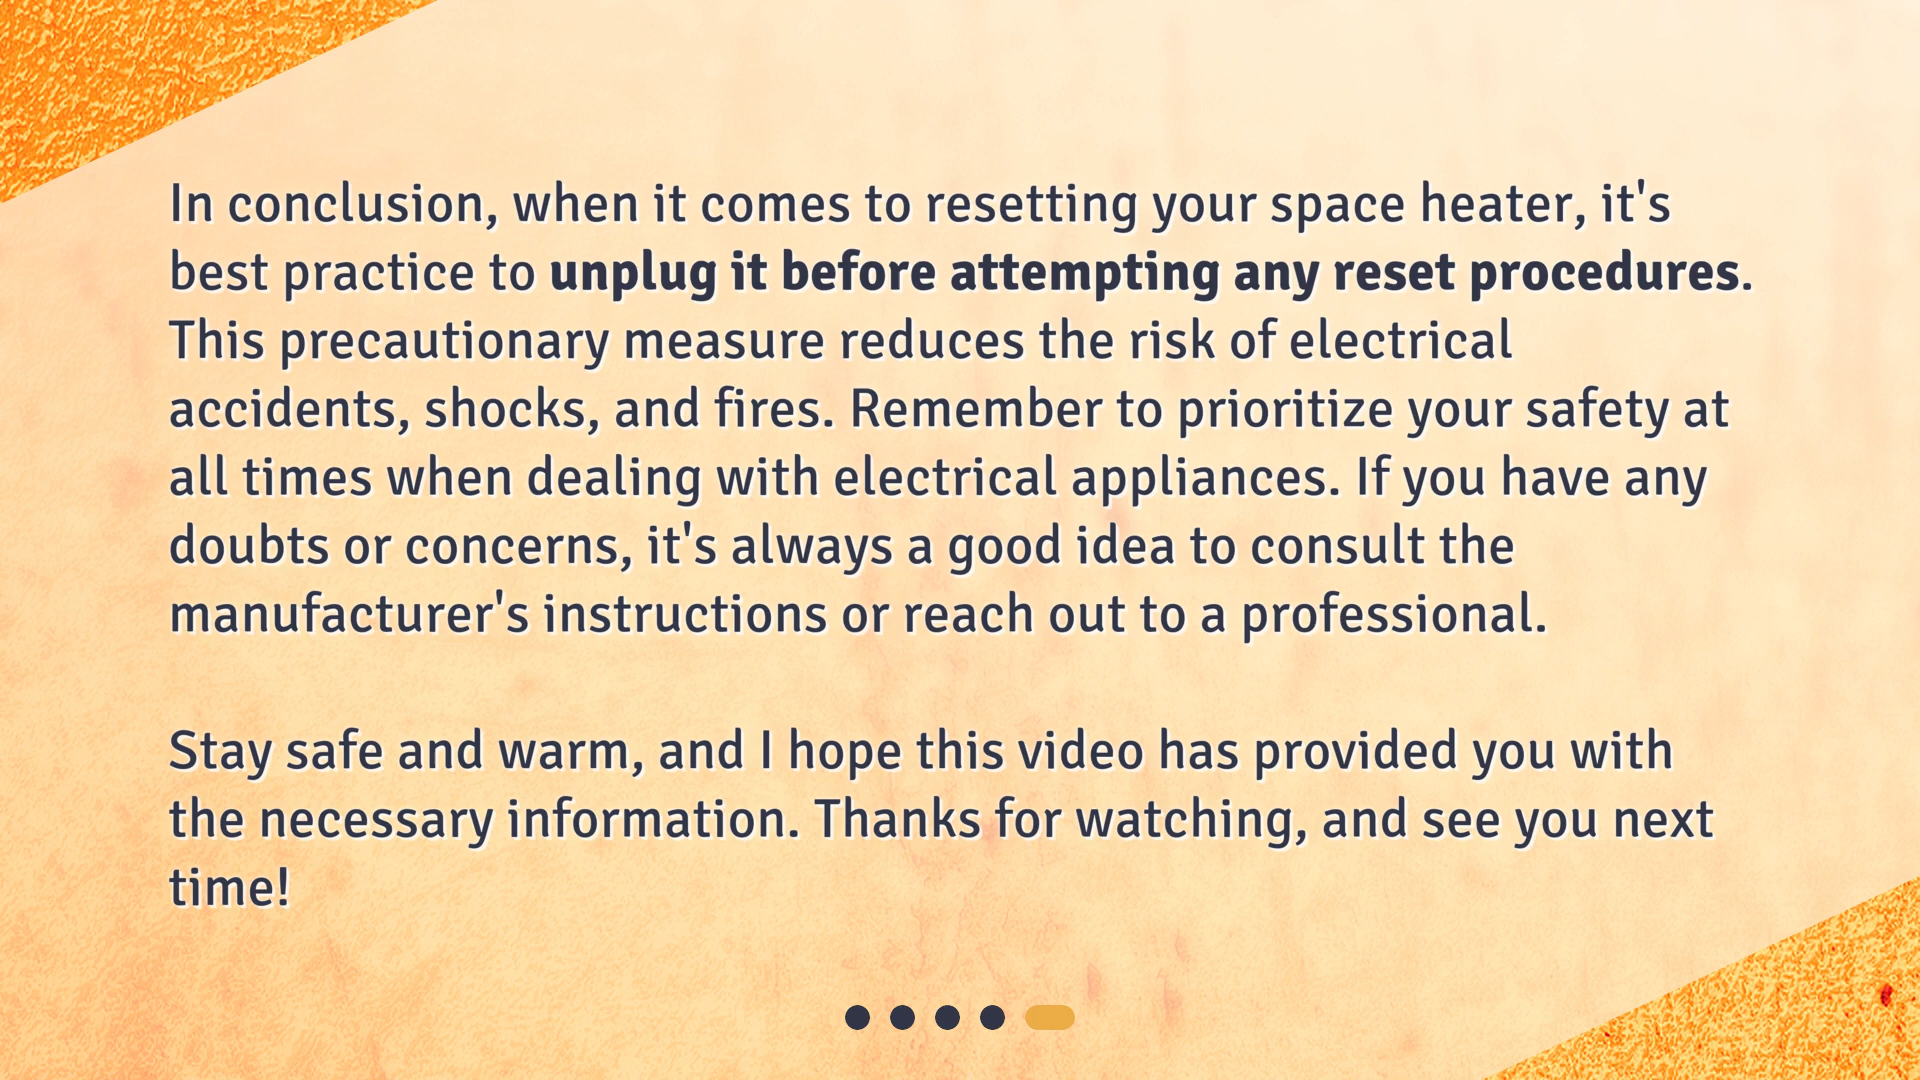 In conclusion, when it comes to resetting your space heater, it's
best practice to unplug it before attempting any reset procedures.
This precautionary measure reduces the risk of electrical
accidents, shocks, and fires. Remember to prioritize your safety at
all times when dealing with electrical appliances. If you have any
doubts or concerns, it's always a good idea to consult the
manufacturer's instructions or reach out to a professional.
Stay safe and warm, and I hope this video has provided you with
the necessary information. Thanks for watching, and see you next
time!